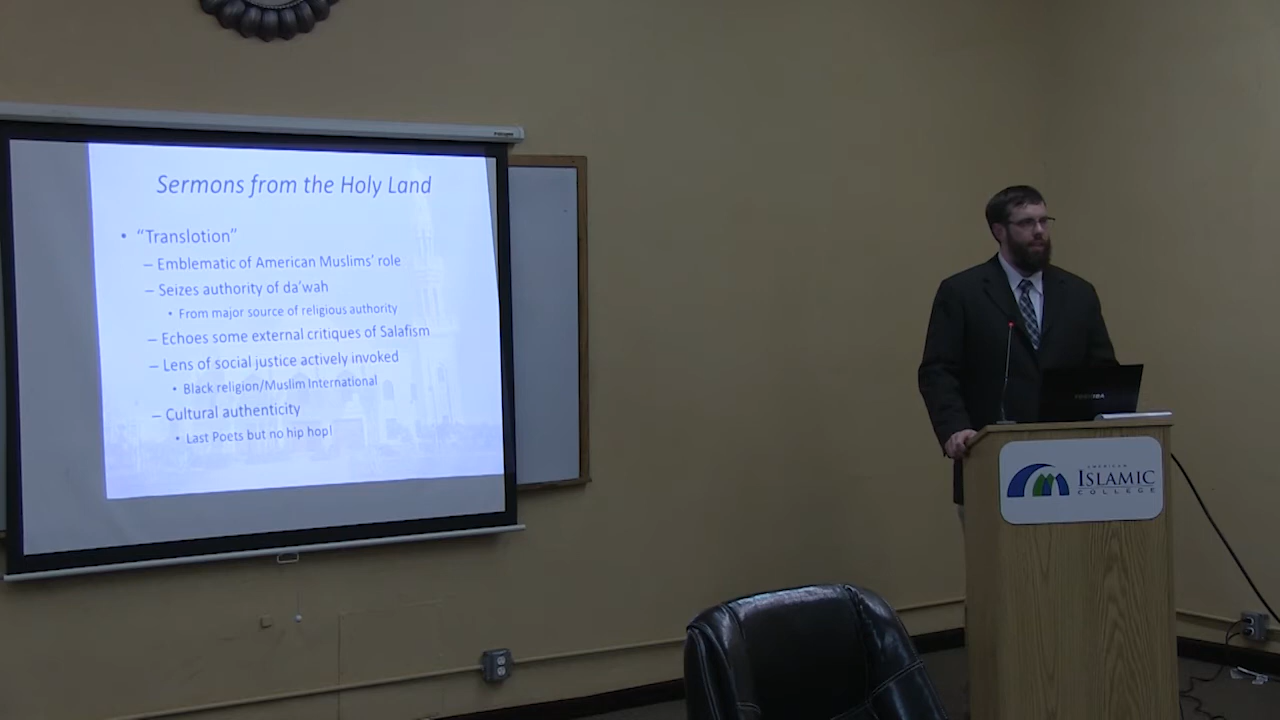 Sermons from the Holy Land
• “Translotion”
– Emblematic of American Muslims’ role
– Seizes authority of da’wah
• From major source of religious authority
– Echoes some external critiques of Salafism
– Lens of social justice actively invoked
• Black religion/Muslim International
– Cultural authenticity
• Last Poets but no hip hop!
TOSHIBA
AMERICAN
ISLAMIC
COLLEGE